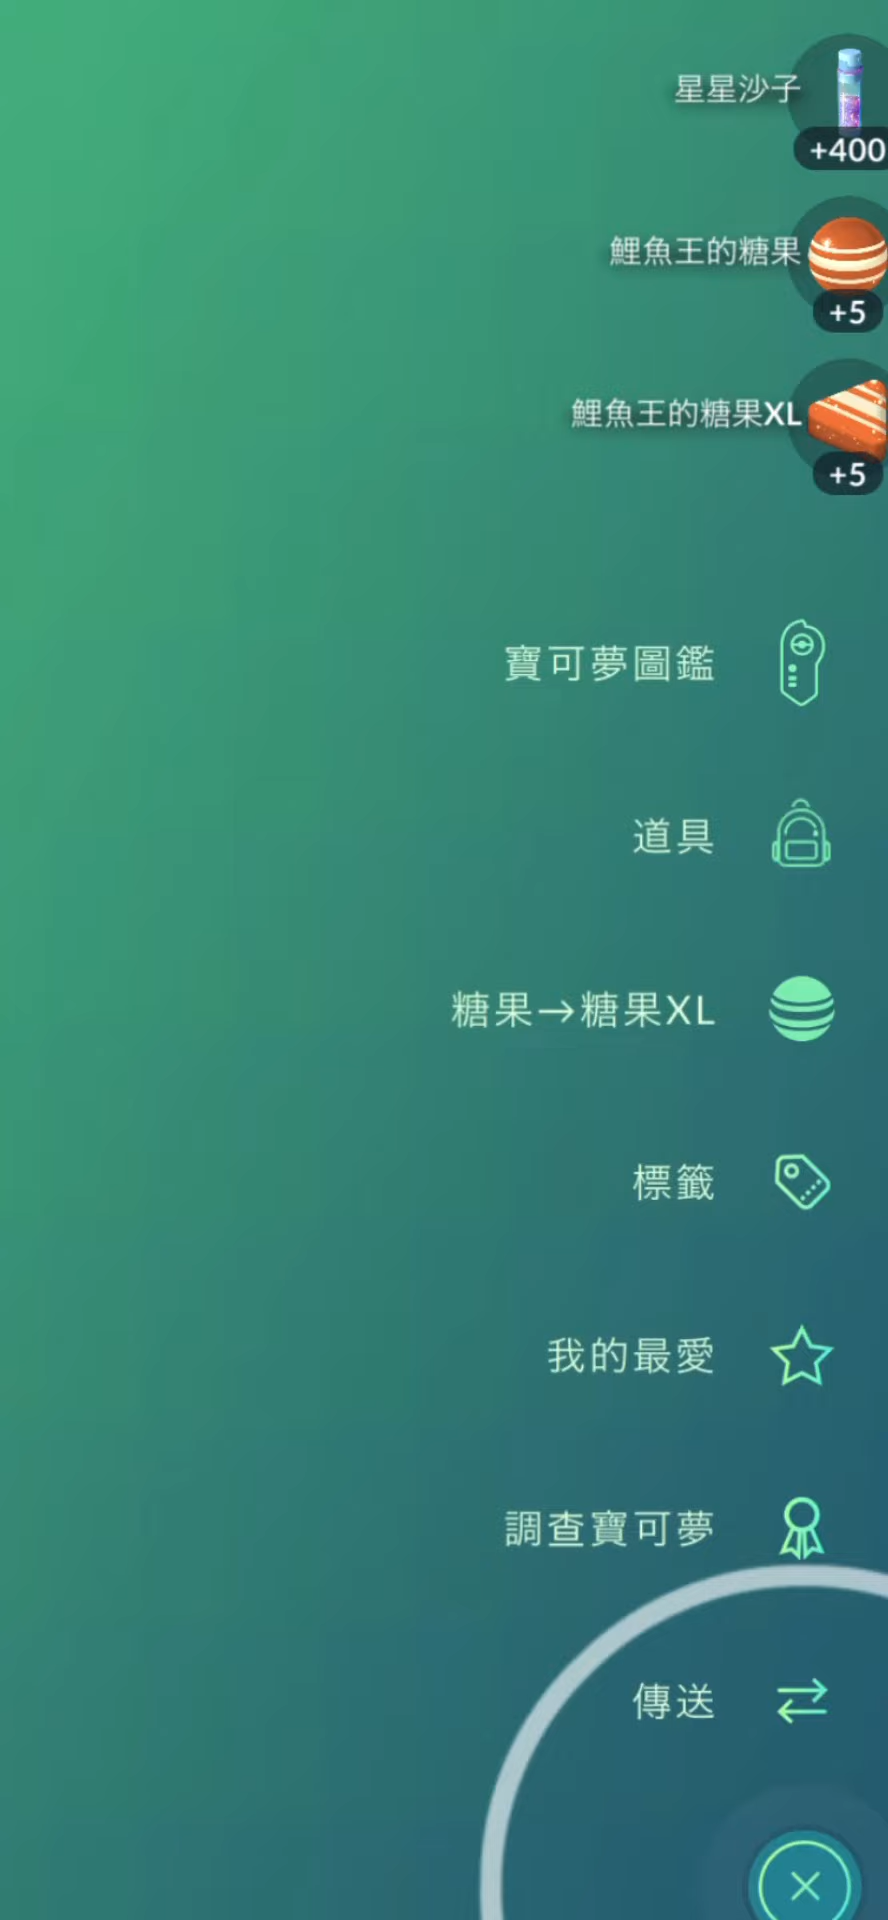 星星沙子
+400
鯉魚王的糖果
+5
鯉魚王的糖果XL
+5
寶可夢圖鑑
道具
糖果→糖果XL
標籤
我的最愛
調查寶可夢
傳送